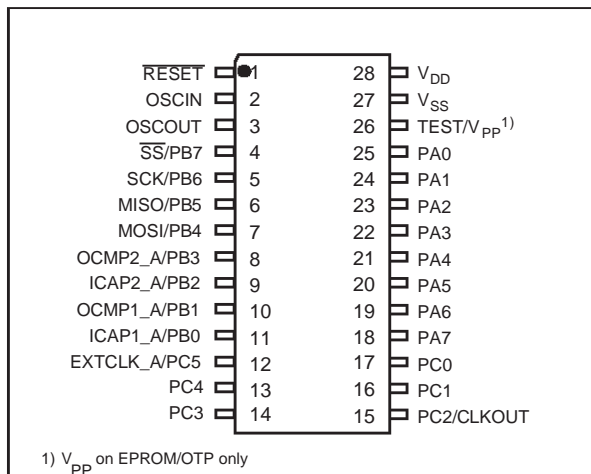 RESET 1 28 VDD
OSCIN 2 27 VSS
OSCOUT 3 26 TEST/VPP1)
SS/PB7 4 25 PA0
SCK/PB6 5 24 PA1
MISO/PB5 6 23 PA2
MOSI/PB4 7 22 PA3
OCMP2_A/PB3 8 21 PA4
ICAP2_A/PB2 9 20 PA5
OCMP1_A/PB1 10 19 PA6
ICAP1_A/PB0 11 18 PA7
EXTCLK_A/PC5 12 17 PC0
PC4 13 16 PC1
PC3 14 15 PC2/CLKOUT
1) VPP on EPROM/OTP only